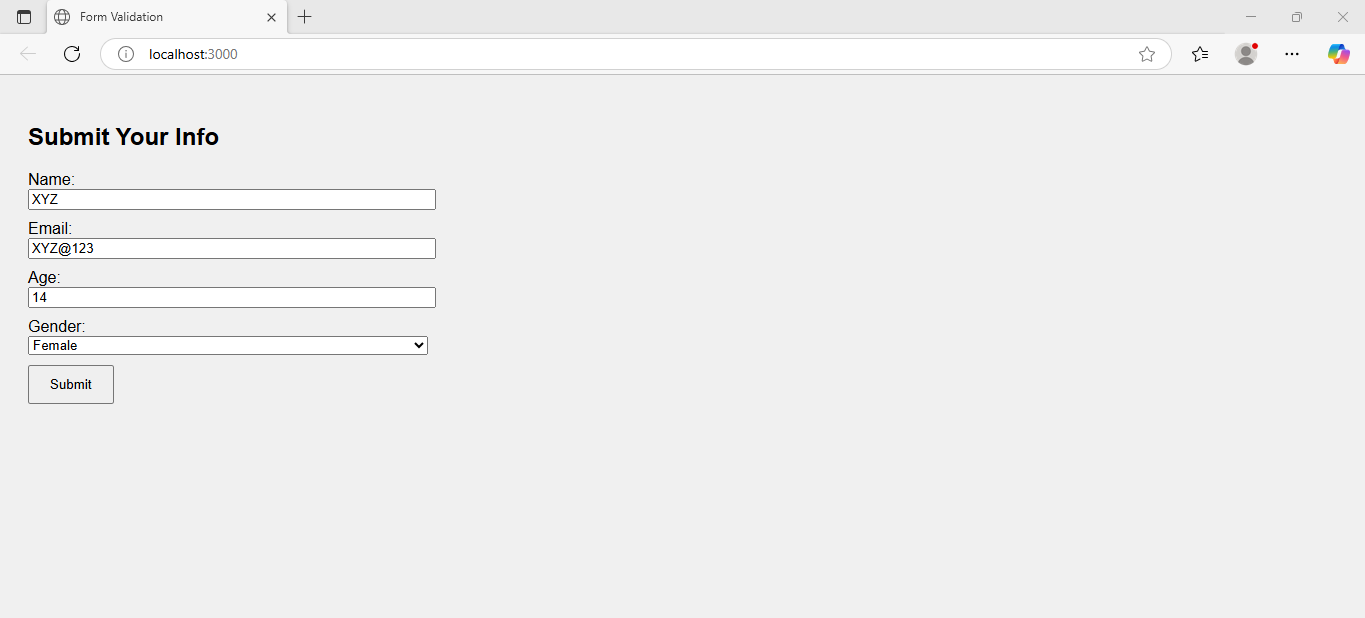 Form Validation
localhost:3000
Submit Your Info
Name:
XYZ
Email:
XYZ@123
Age:
14
Gender:
Female
Submit